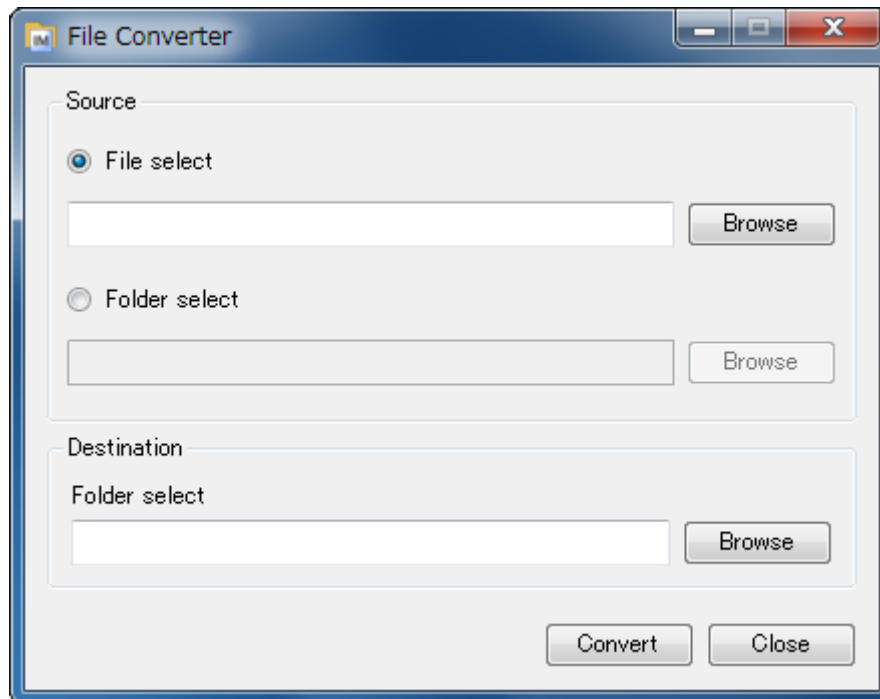 File Converter
Source
File select
Browse
Folder select
Browse
Destination
Folder select
Browse
Convert Close